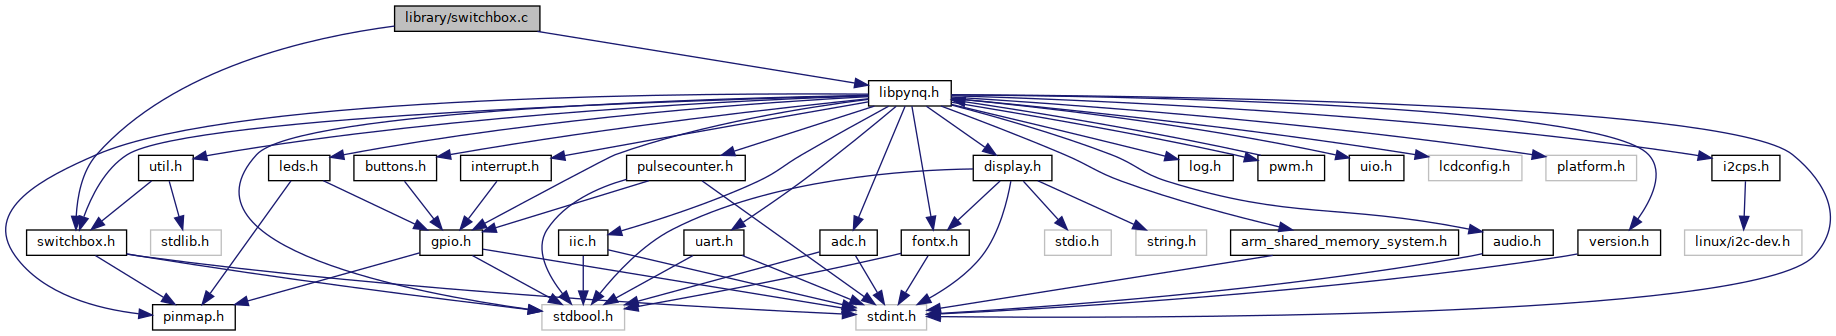 library/switchbox.c
libpynq.h
util.h
leds.h
buttons.h
interrupt.h
pulsecounter.h
display.h
log.h
pwm.h
uio.h
lcdconfig.h
platform.h
i2cps.h
switchbox.h
stdlib.h
gpio.h
iic.h
uart.h
adc.h
fontx.h
stdio.h
string.h
arm_shared_memory_system.h
audio.h
version.h
linux/i2c-dev.h
pinmap.h
stdbool.h
stdint.h